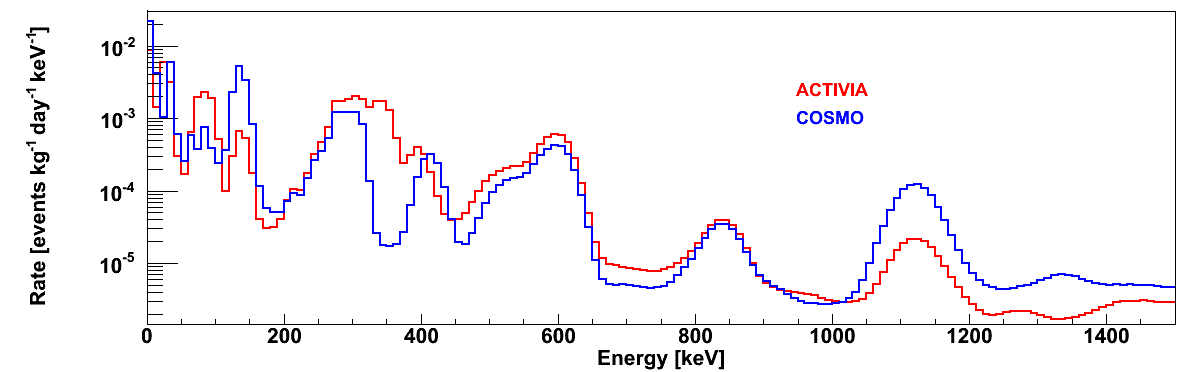 Rate [events kg⁻¹ day⁻¹ keV⁻¹]
10⁻²
10⁻³
10⁻⁴
10⁻⁵
ACTIVIA
COSMO
0 200 400 600 800 1000 1200 1400
Energy [keV]